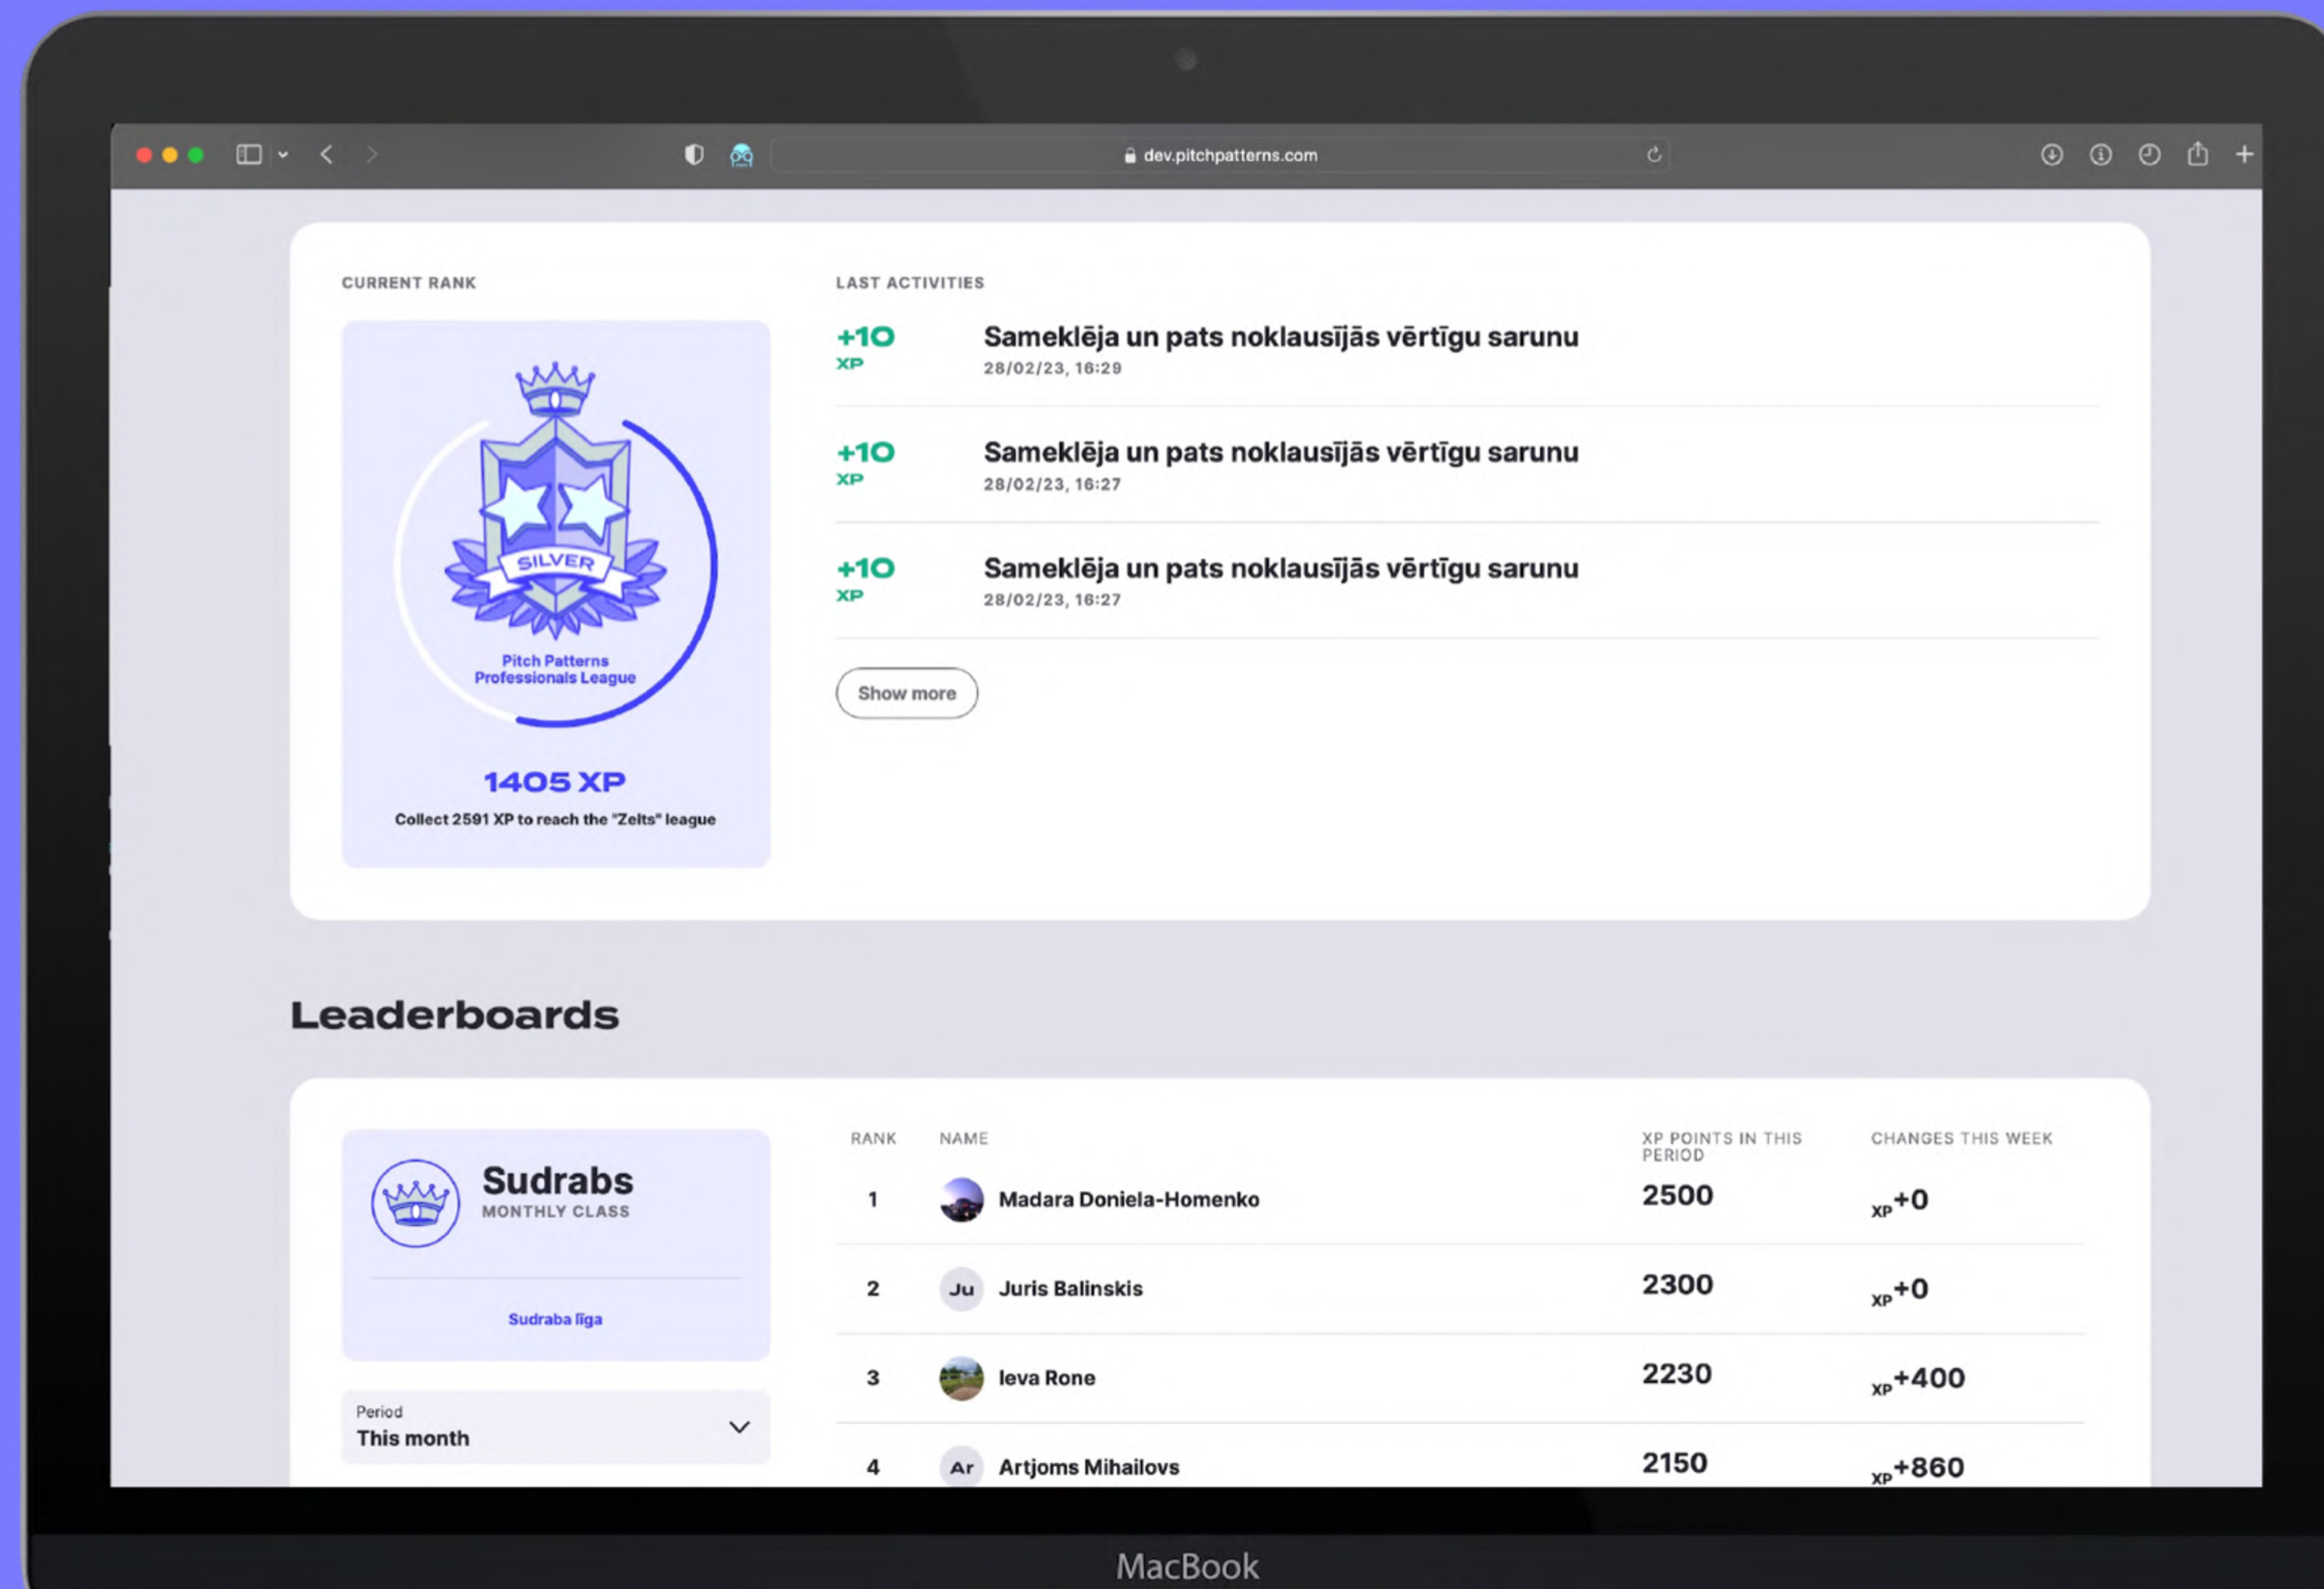 dev.pitchpatterns.com
CURRENT RANK
SILVER
Pitch Patterns
Professionals League
1405 XP
Collect 2591 XP to reach the "Zelts" league
LAST ACTIVITIES
+10
XP
Sameklēja un pats noklausījās vērtīgu sarunu
28/02/23, 16:29
+10
XP
Sameklēja un pats noklausījās vērtīgu sarunu
28/02/23, 16:27
+10
XP
Sameklēja un pats noklausījās vērtīgu sarunu
28/02/23, 16:27
Show more
Leaderboards
Sudrabs
MONTHLY CLASS
Sudraba līga
Period
This month
RANK NAME XP POINTS IN THIS CHANGES THIS WEEK
PERIOD
1 Madara Doniela-Homenko 2500 XP+0
2 Ju Juris Balinskis 2300 XP+0
3 Ieva Rone 2230 XP+400
4 Ar Artjoms Mihailovs 2150 XP+860
MacBook